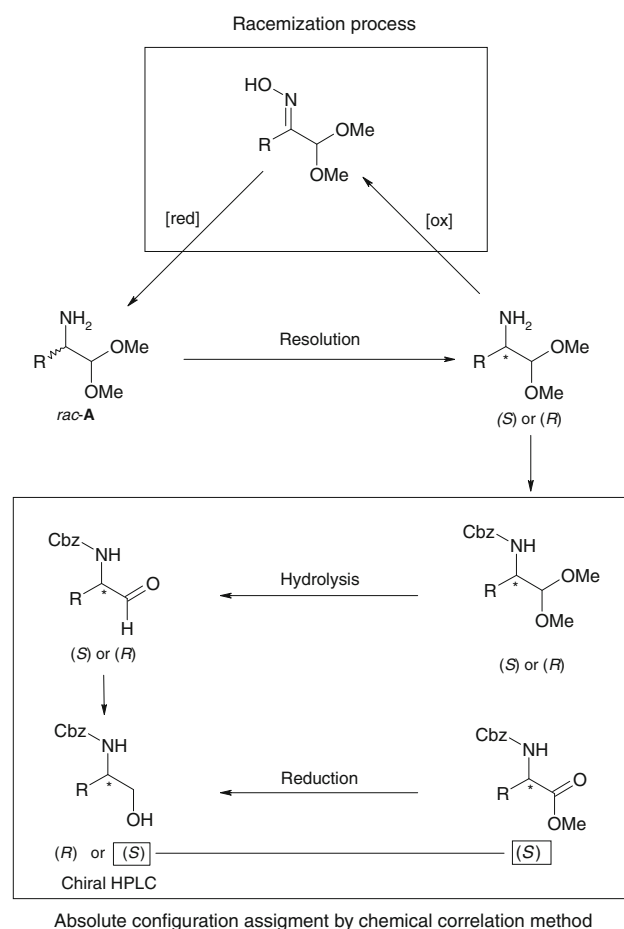 Racemization process
HO
N
R
OMe
OMe
[red]
[ox]
NH2
R
OMe
OMe
rac-A
Resolution
NH2
R
*
OMe
OMe
(S) or (R)
Cbz
NH
R
*
O
H
(S) or (R)
Hydrolysis
Cbz
NH
R
*
OMe
OMe
(S) or (R)
Cbz
NH
R
*
OH
(R) or (S)
Chiral HPLC
Reduction
Cbz
NH
R
*
O
OMe
(S)
Absolute configuration assigment by chemical correlation method